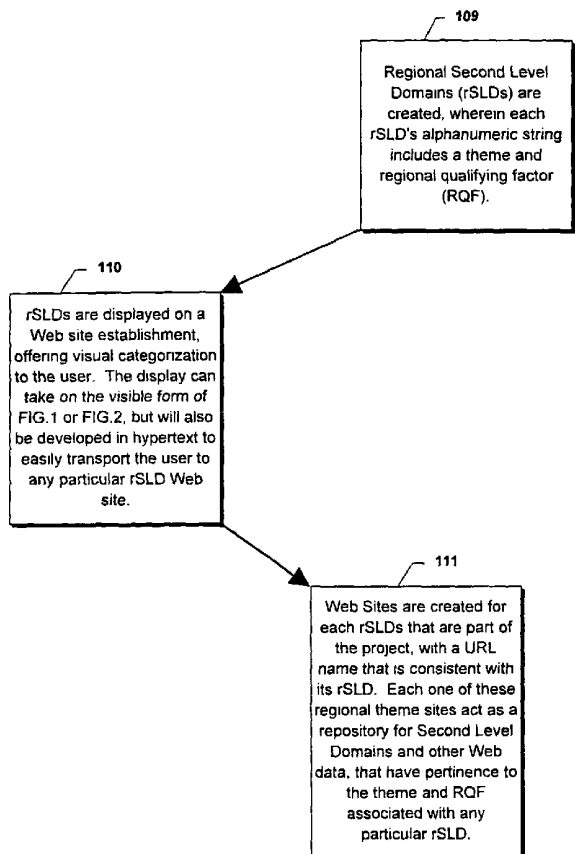 109
Regional Second Level
Domains (rSLDs) are
created, wherein each
rSLD's alphanumeric string
includes a theme and
regional qualifying factor
(RQF).
110
rSLDs are displayed on a
Web site establishment,
offering visual categorization
to the user. The display can
take on the visible form of
FIG.1 or FIG.2, but will also
be developed in hypertext to
easily transport the user to
any particular rSLD Web
site.
111
Web Sites are created for
each rSLDs that are part of
the project, with a URL
name that is consistent with
its rSLD. Each one of these
regional theme sites act as a
repository for Second Level
Domains and other Web
data, that have pertinence to
the theme and RQF
associated with any
particular rSLD.